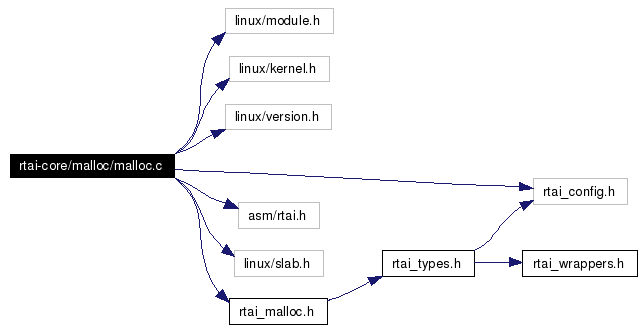 linux/module.h
linux/kernel.h
linux/version.h
rtai-core/malloc/malloc.c
rtai_config.h
asm/rtai.h
linux/slab.h
rtai_types.h
rtai_wrappers.h
rtai_malloc.h